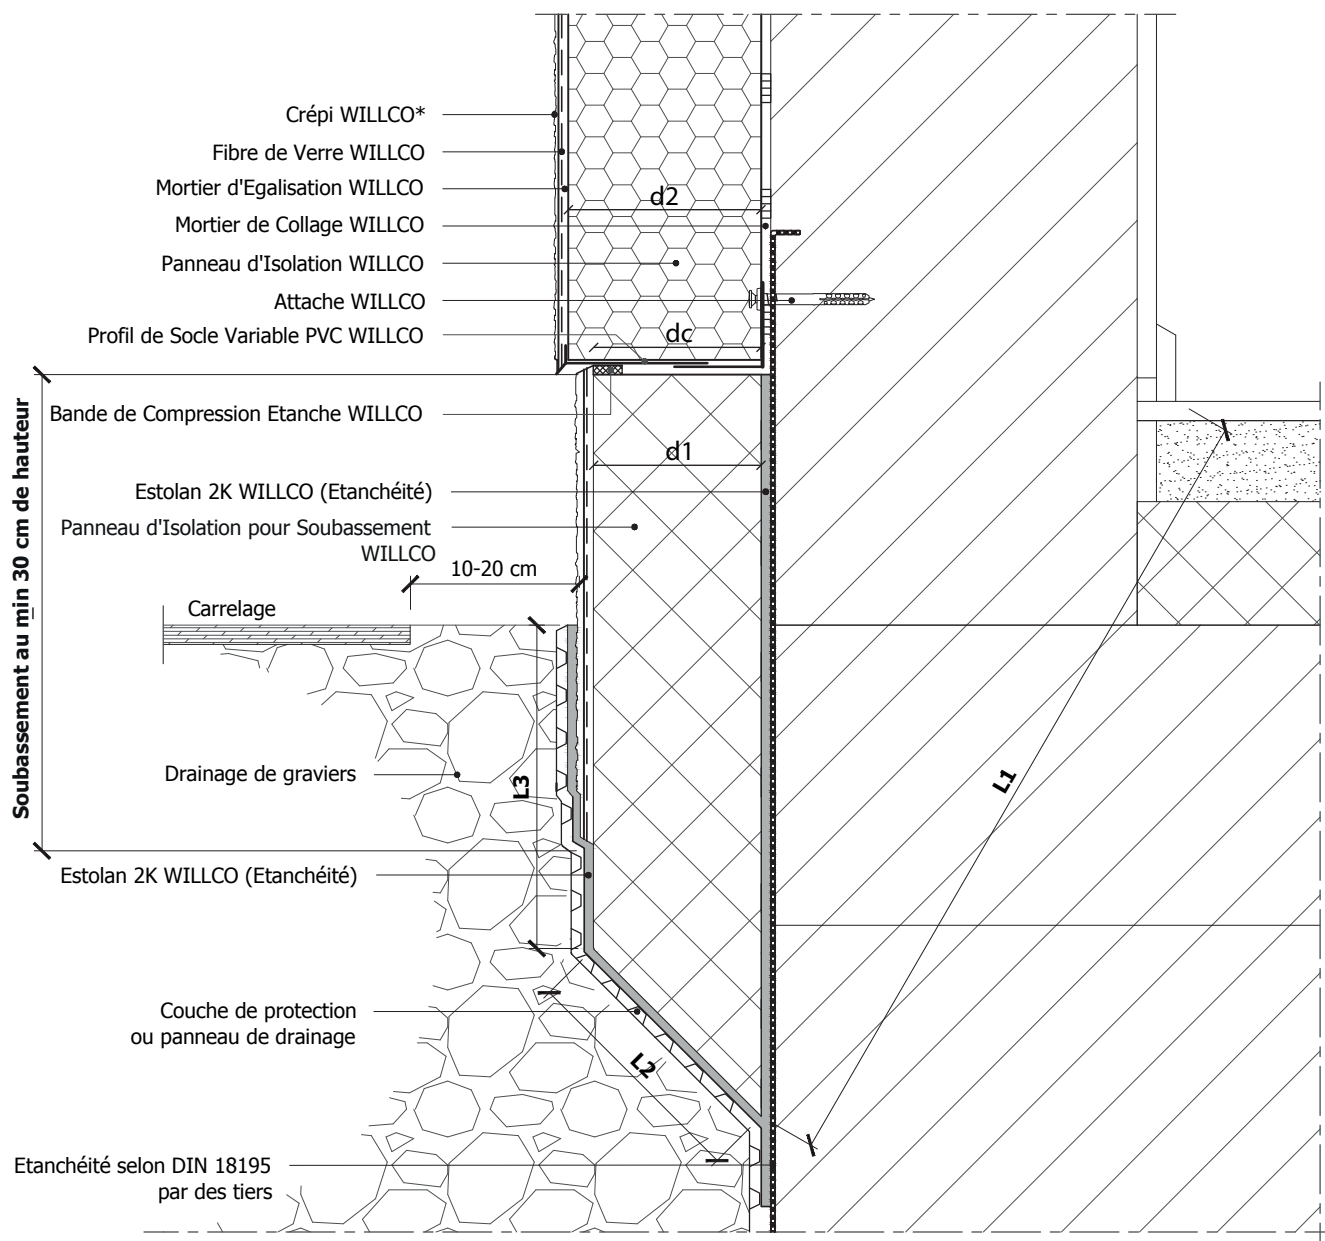 Crépi WILLCO*
Fibre de Verre WILLCO
Mortier d'Egalisation WILLCO
d2
Mortier de Collage WILLCO
Panneau d'Isolation WILLCO
Attache WILLCO
Profil de Socle Variable PVC WILLCO
dc
Bande de Compression Etanche WILLCO
Soubassement au min 30 cm de hauteur
d1
Estolan 2K WILLCO (Etanchéité)
Panneau d'Isolation pour Soubassement
WILLCO
10-20 cm
Carrelage
Drainage de graviers
L3
L1
Estolan 2K WILLCO (Etanchéité)
Couche de protection
ou panneau de drainage
L2
Etanchéité selon DIN 18195
par des tiers